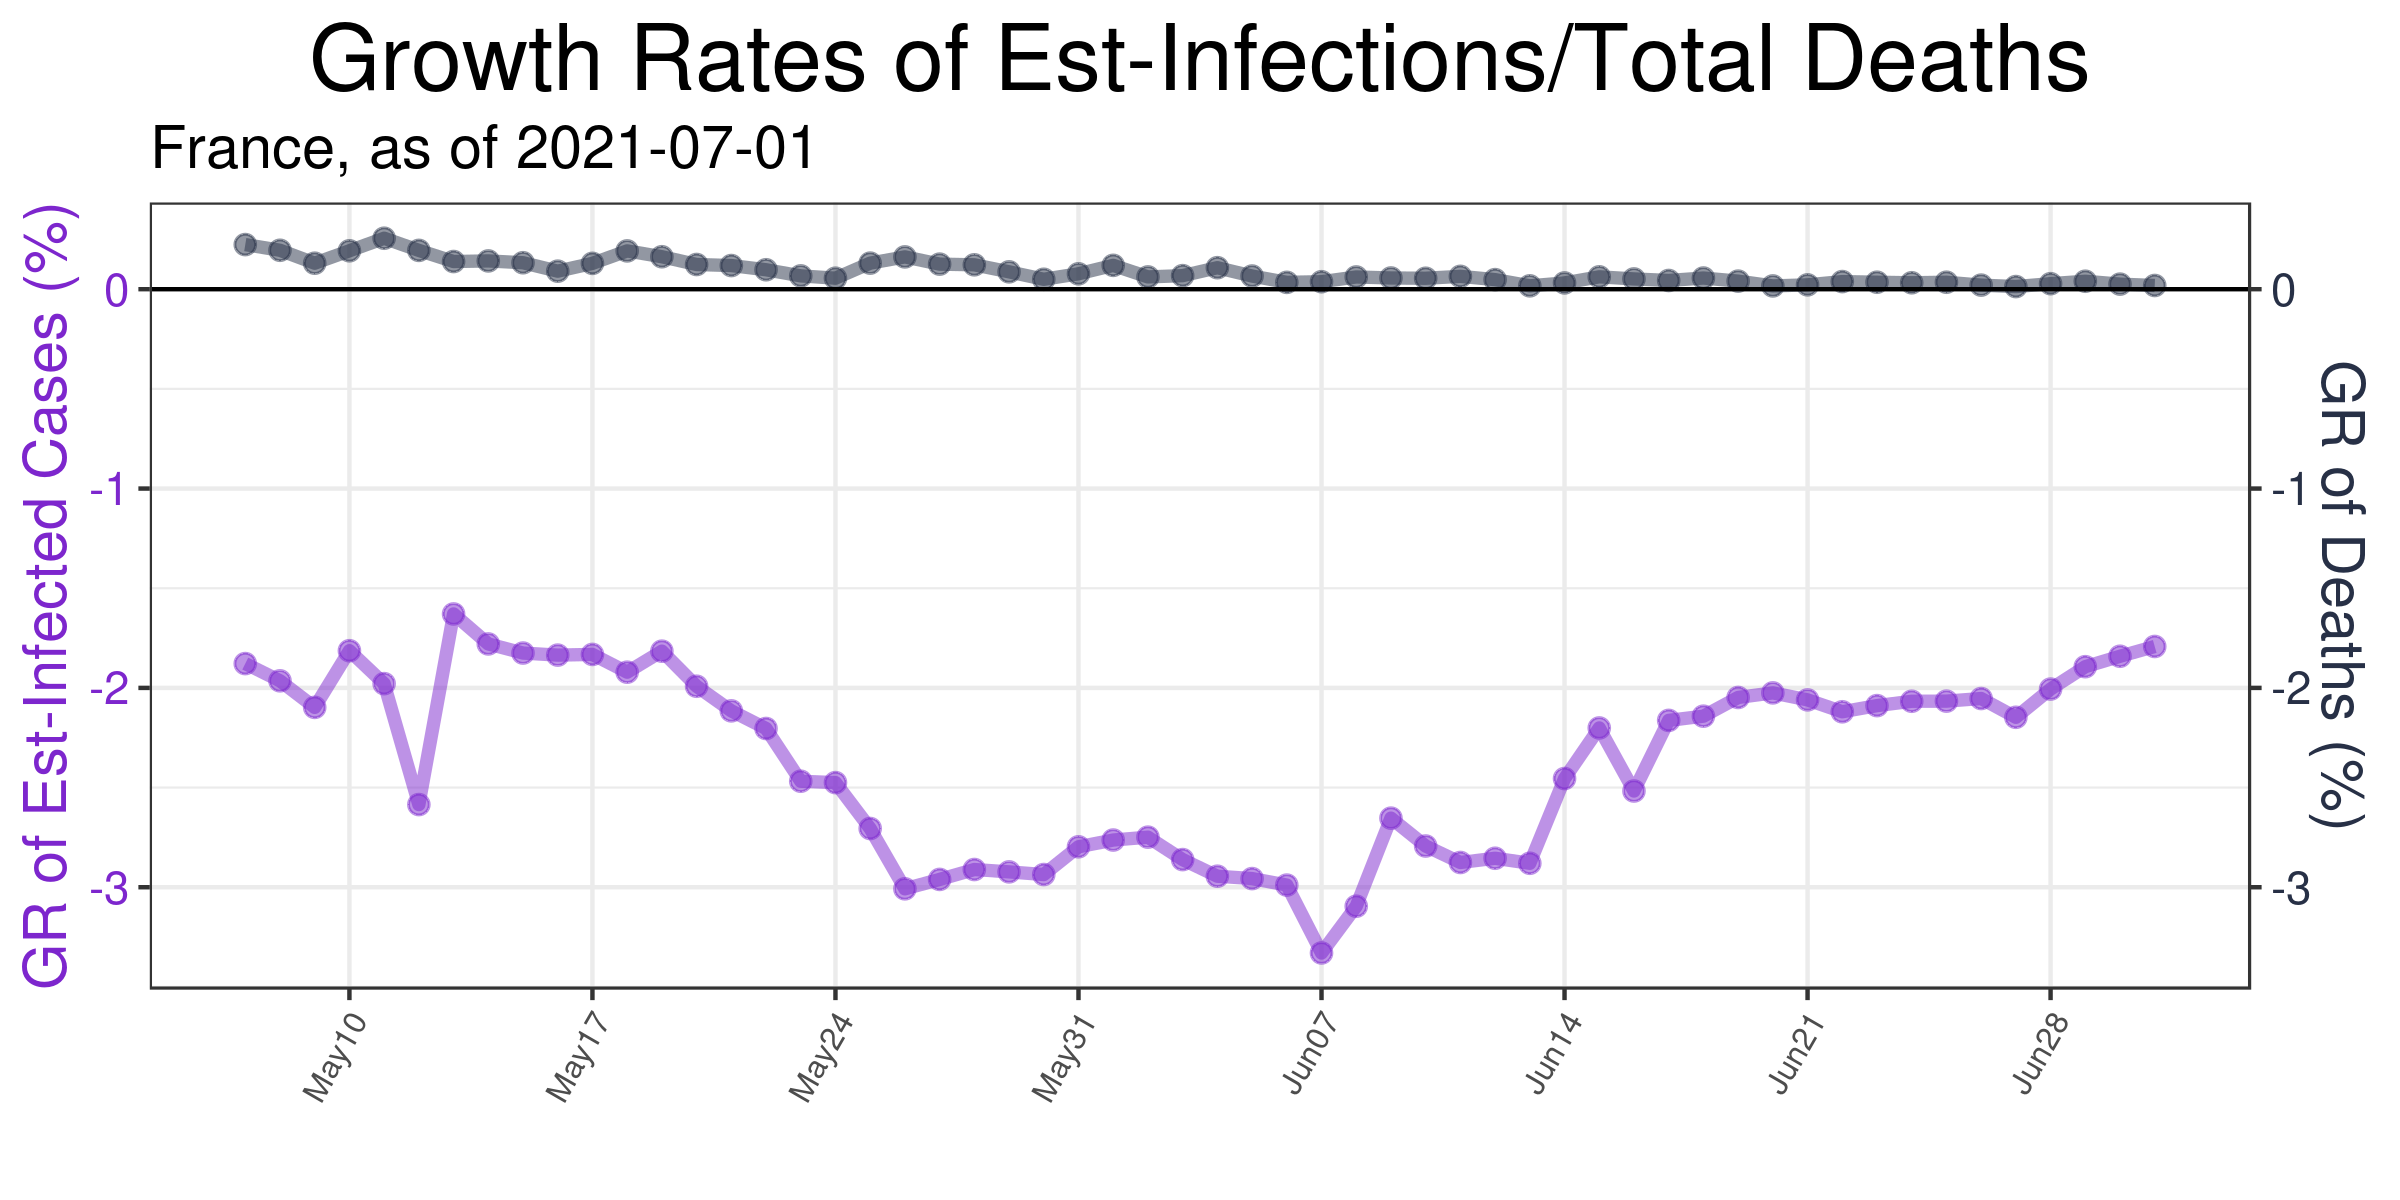 Growth Rates of Est-Infections/Total Deaths
France, as of 2021-07-01
GR of Est-Infected Cases (%)
0
-1
-2
-3
0
-1
-2
-3
GR of Deaths (%)
May10
May17
May24
May31
Jun07
Jun14
Jun21
Jun28